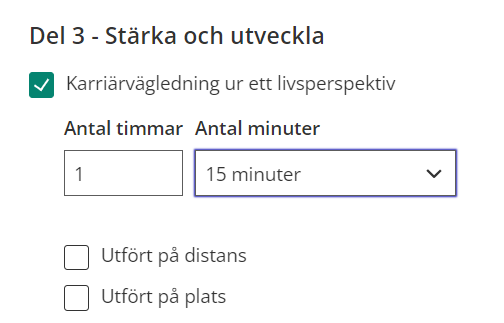 Del 3 - Stärka och utveckla
Karriärvägledning ur ett livsperspektiv
Antal timmar Antal minuter
1 15 minuter
Utfört på distans
Utfört på plats